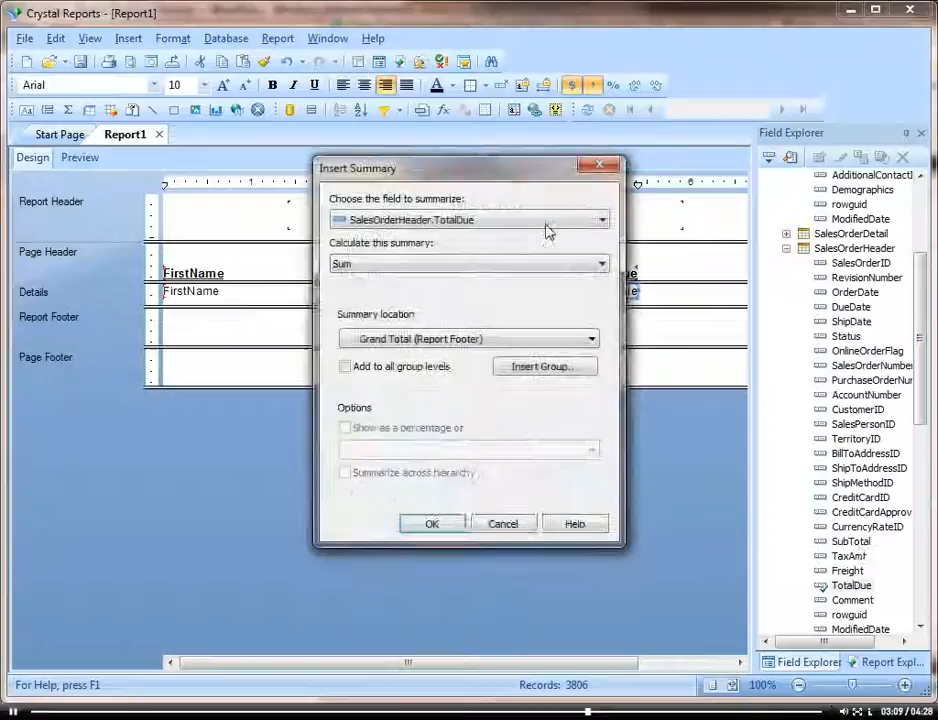 Crystal Reports - [Report1]
File Edit View Insert Format Database Report Window Help
Arial 10
Start Page Report1
Design Preview
1 6
Report Header
Page Header
FirstName
Details
FirstName
Report Footer
Page Footer
Insert Summary
Choose the field to summarize:
SalesOrderHeader.TotalDue
Calculate this summary:
Sum
Summary location
Grand Total (Report Footer)
Add to all group levels Insert Group...
Options
Show as a percentage of
Summarize across hierarchy
OK Cancel Help
Field Explorer
AdditionalContactI
Demographics
rowguid
ModifiedDate
SalesOrderDetail
SalesOrderHeader
SalesOrderID
RevisionNumber
OrderDate
DueDate
ShipDate
Status
OnlineOrderFlag
SalesOrderNumber
PurchaseOrderNur
AccountNumber
CustomerID
SalesPersonID
TerritoryID
BillToAddressID
ShipToAddressID
ShipMethodID
CreditCardID
CreditCardApprov
CurrencyRateID
SubTotal
TaxAmt
Freight
TotalDue
Comment
rowguid
ModifiedDate
Field Explorer Report Expl...
For Help, press F1 Records: 3806 100%
03:09 / 04:28